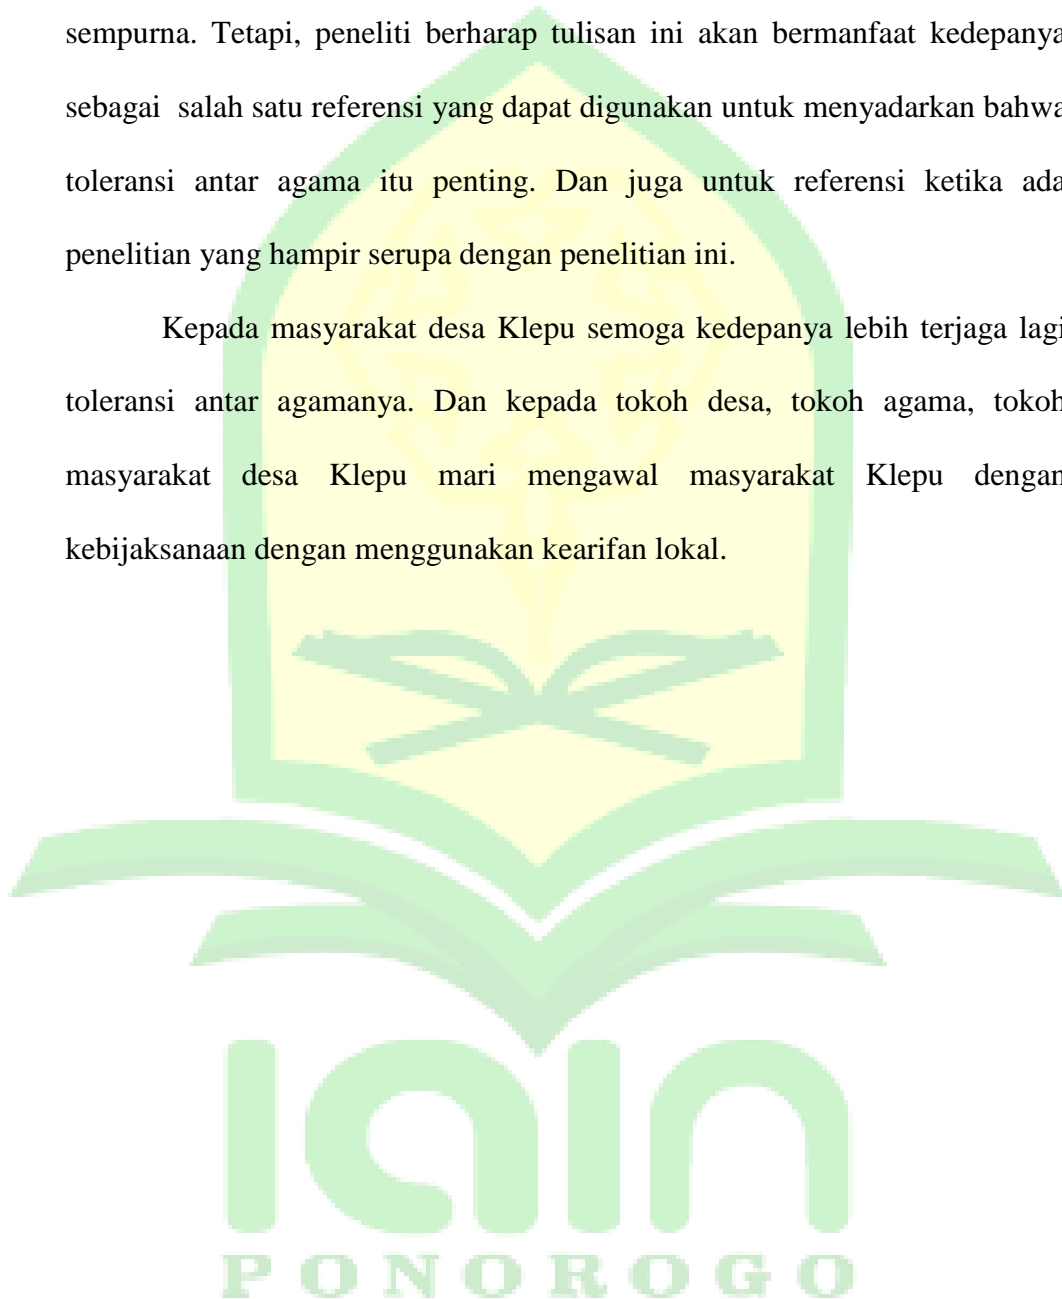 sempurna. Tetapi, peneliti berharap tulisan ini akan bermanfaat kedepanya
sebagai  salah satu referensi yang dapat digunakan untuk menyadarkan bahwa
toleransi antar agama itu penting. Dan juga untuk referensi ketika ada
penelitian yang hampir serupa dengan penelitian ini.
Kepada masyarakat desa Klepu semoga kedepanya lebih terjaga lagi
toleransi antar agamanya. Dan kepada tokoh desa, tokoh agama, tokoh
masyarakat desa Klepu mari mengawal masyarakat Klepu dengan
kebijaksanaan dengan menggunakan kearifan lokal.
iain
PONOROGO